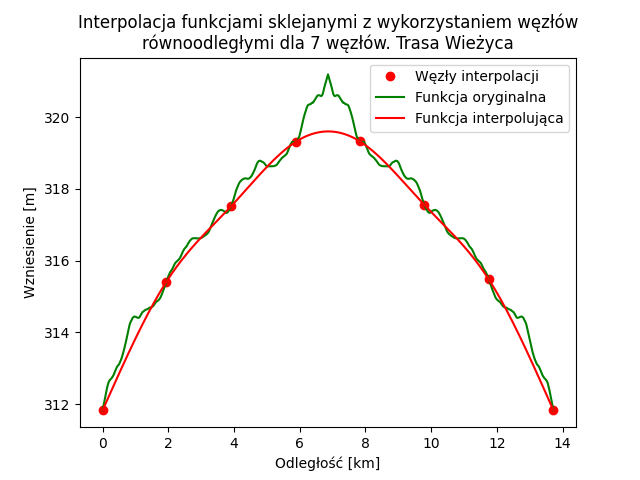 Interpolacja funkcjami sklejanymi z wykorzystaniem węzłów
równoodległymi dla 7 węzłów. Trasa Wieżyca
Węzły interpolacji
Funkcja oryginalna
Funkcja interpolująca
Wzniesienie [m]
320
318
316
314
312
0 2 4 6 8 10 12 14
Odległość [km]